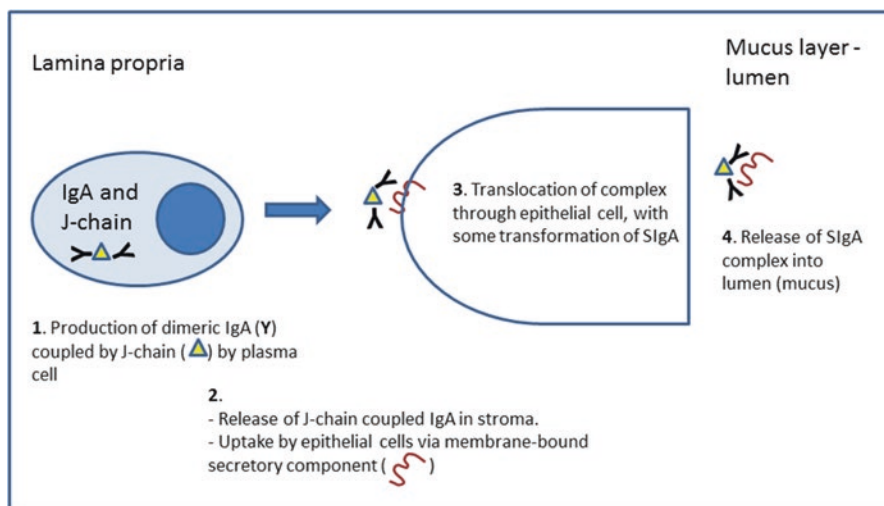 Lamina propria
Mucus layer -
lumen
IgA and
J-chain
3. Translocation of complex
through epithelial cell, with
some transformation of SIgA
4. Release of SIgA
complex into
lumen (mucus)
1. Production of dimeric IgA (Y)
coupled by J-chain ( ) by plasma
cell
2.
- Release of J-chain coupled IgA in stroma.
- Uptake by epithelial cells via membrane-bound
secretory component ( )